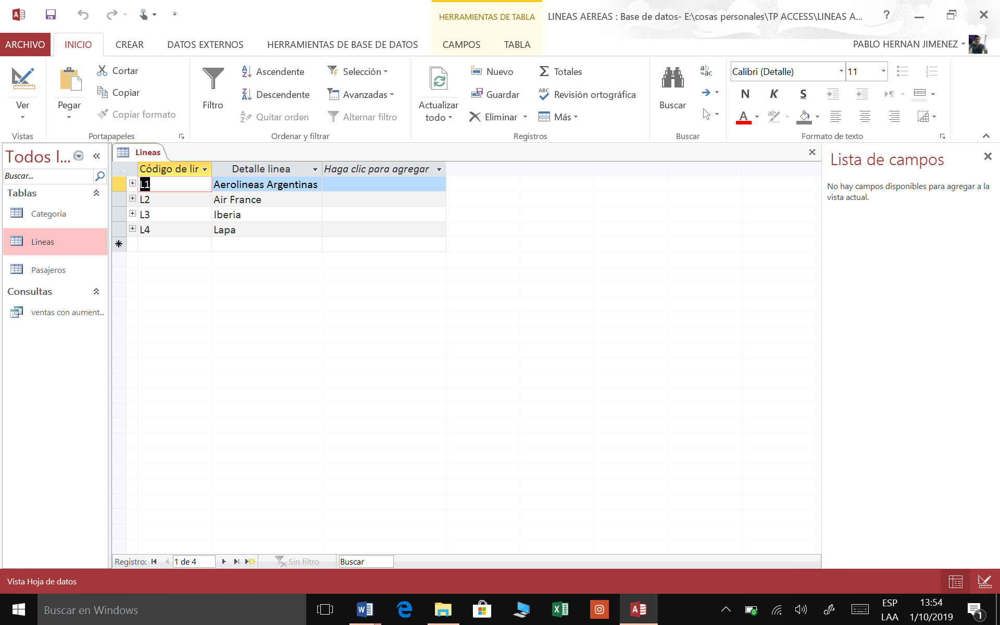 HERRAMIENTAS DE TABLA
LINEAS AEREAS : Base de datos- E:\cosas personales\TP ACCESS\LINEAS A...
?
ARCHIVO
INICIO
CREAR
DATOS EXTERNOS
HERRAMIENTAS DE BASE DE DATOS
CAMPOS
TABLA
PABLO HERNAN JIMENEZ
Ver
Vistas
Pegar
Cortar
Copiar
Copiar formato
Portapapeles
Filtro
Ascendente
Descendente
Quitar orden
Selección
Avanzadas
Alternar filtro
Ordenar y filtrar
Actualizar
todo
Nuevo
Guardar
Eliminar
Totales
Revisión ortográfica
Más
Registros
Buscar
Buscar
Calibri (Detalle)
11
N K S
Formato de texto
Todos l...
Buscar...
Tablas
Categoria
Lineas
Pasajeros
Consultas
ventas con aument...
Lineas
Código de lir Detalle linea Haga clic para agregar
L1 Aerolineas Argentinas
L2 Air France
L3 Iberia
L4 Lapa
Lista de campos
No hay campos disponibles para agregar a la
vista actual.
Registro: 1 de 4 Sin filtro Buscar
Vista Hoja de datos
Buscar en Windows
ESP
LAA
13:54
1/10/2019
1